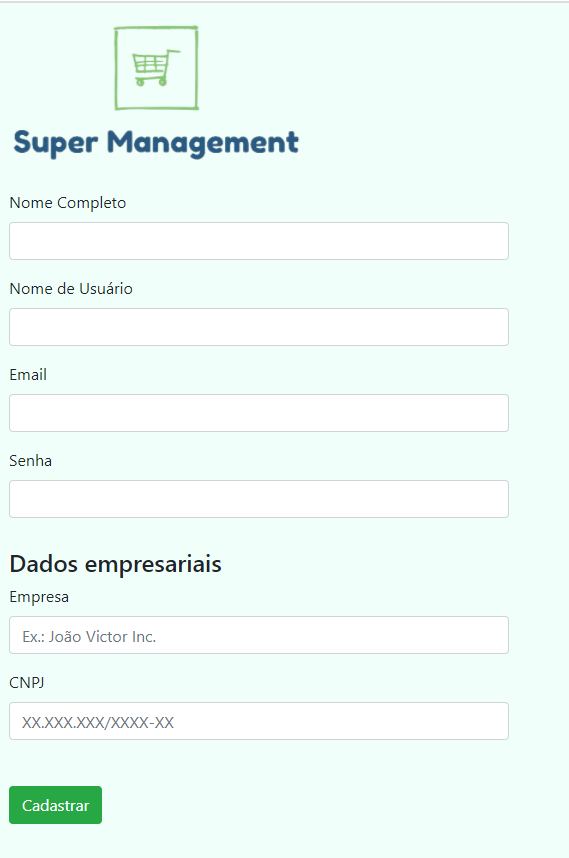 Super Management
Nome Completo
Nome de Usuário
Email
Senha
Dados empresariais
Empresa
Ex.: João Victor Inc.
CNPJ
XX.XXX.XXX/XXXX-XX
Cadastrar